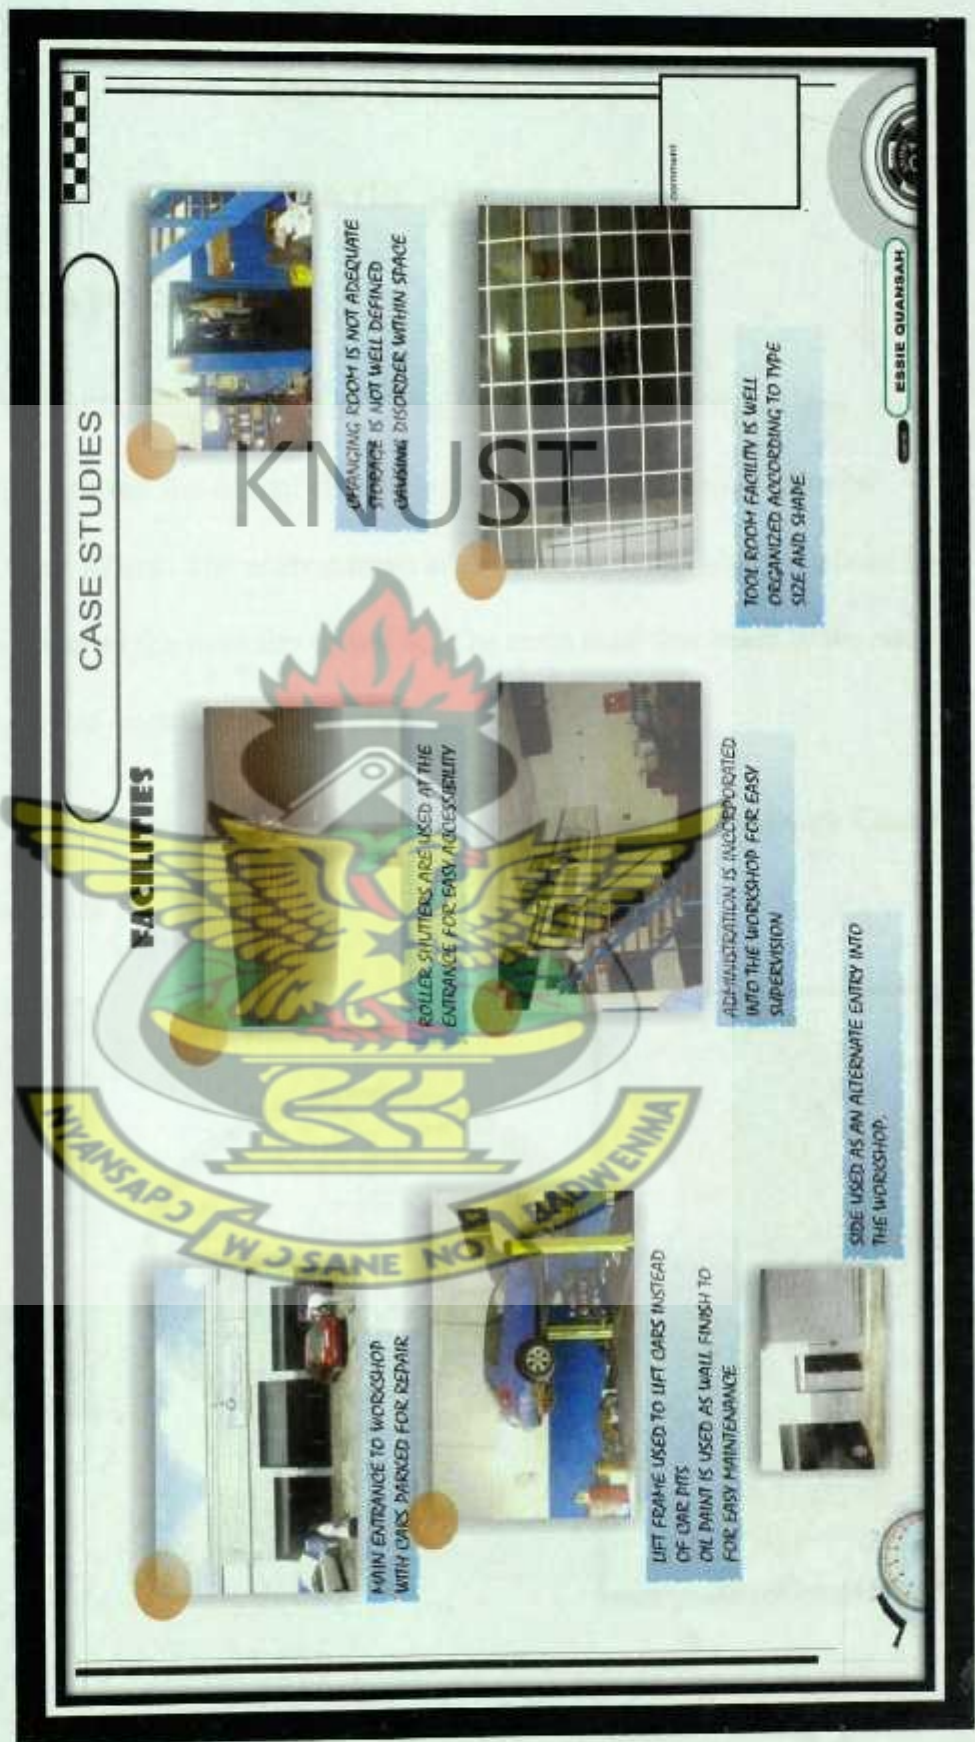 CASE STUDIES
FACILITIES
MAIN ENTRANCE TO WORKSHOP
WITH CARS PARKED FOR REPAIR
LIFT FRAME USED TO LIFT CARS INSTEAD
OF CAR PITS
OIL PAINT IS USED AS WALL FINISH TO
FOR EASY MAINTENANCE
SIDE USED AS AN ALTERNATE ENTRY INTO
THE WORKSHOP.
ROLLER SHUTTERS ARE USED AT THE
ENTRANCE FOR EASY ACCESSIBILITY
ADMINISTRATION IS INCORPORATED
INTO THE WORKSHOP FOR EASY
SUPERVISION
CHANGING ROOM IS NOT ADEQUATE
STORAGE IS NOT WELL DEFINED
CAUSING DISORDER WITHIN SPACE
TOOL ROOM FACILITY IS WELL
ORGANIZED ACCORDING TO TYPE
SIZE AND SHAPE
comment
ESSIE QUANSAH
KNUST
NYANSAPƆ
WƆSANE NO
BADWENMA